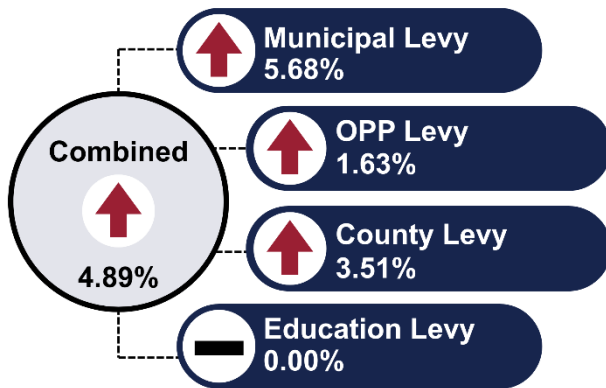 Municipal Levy
5.68%
Combined
4.89%
OPP Levy
1.63%
County Levy
3.51%
Education Levy
0.00%